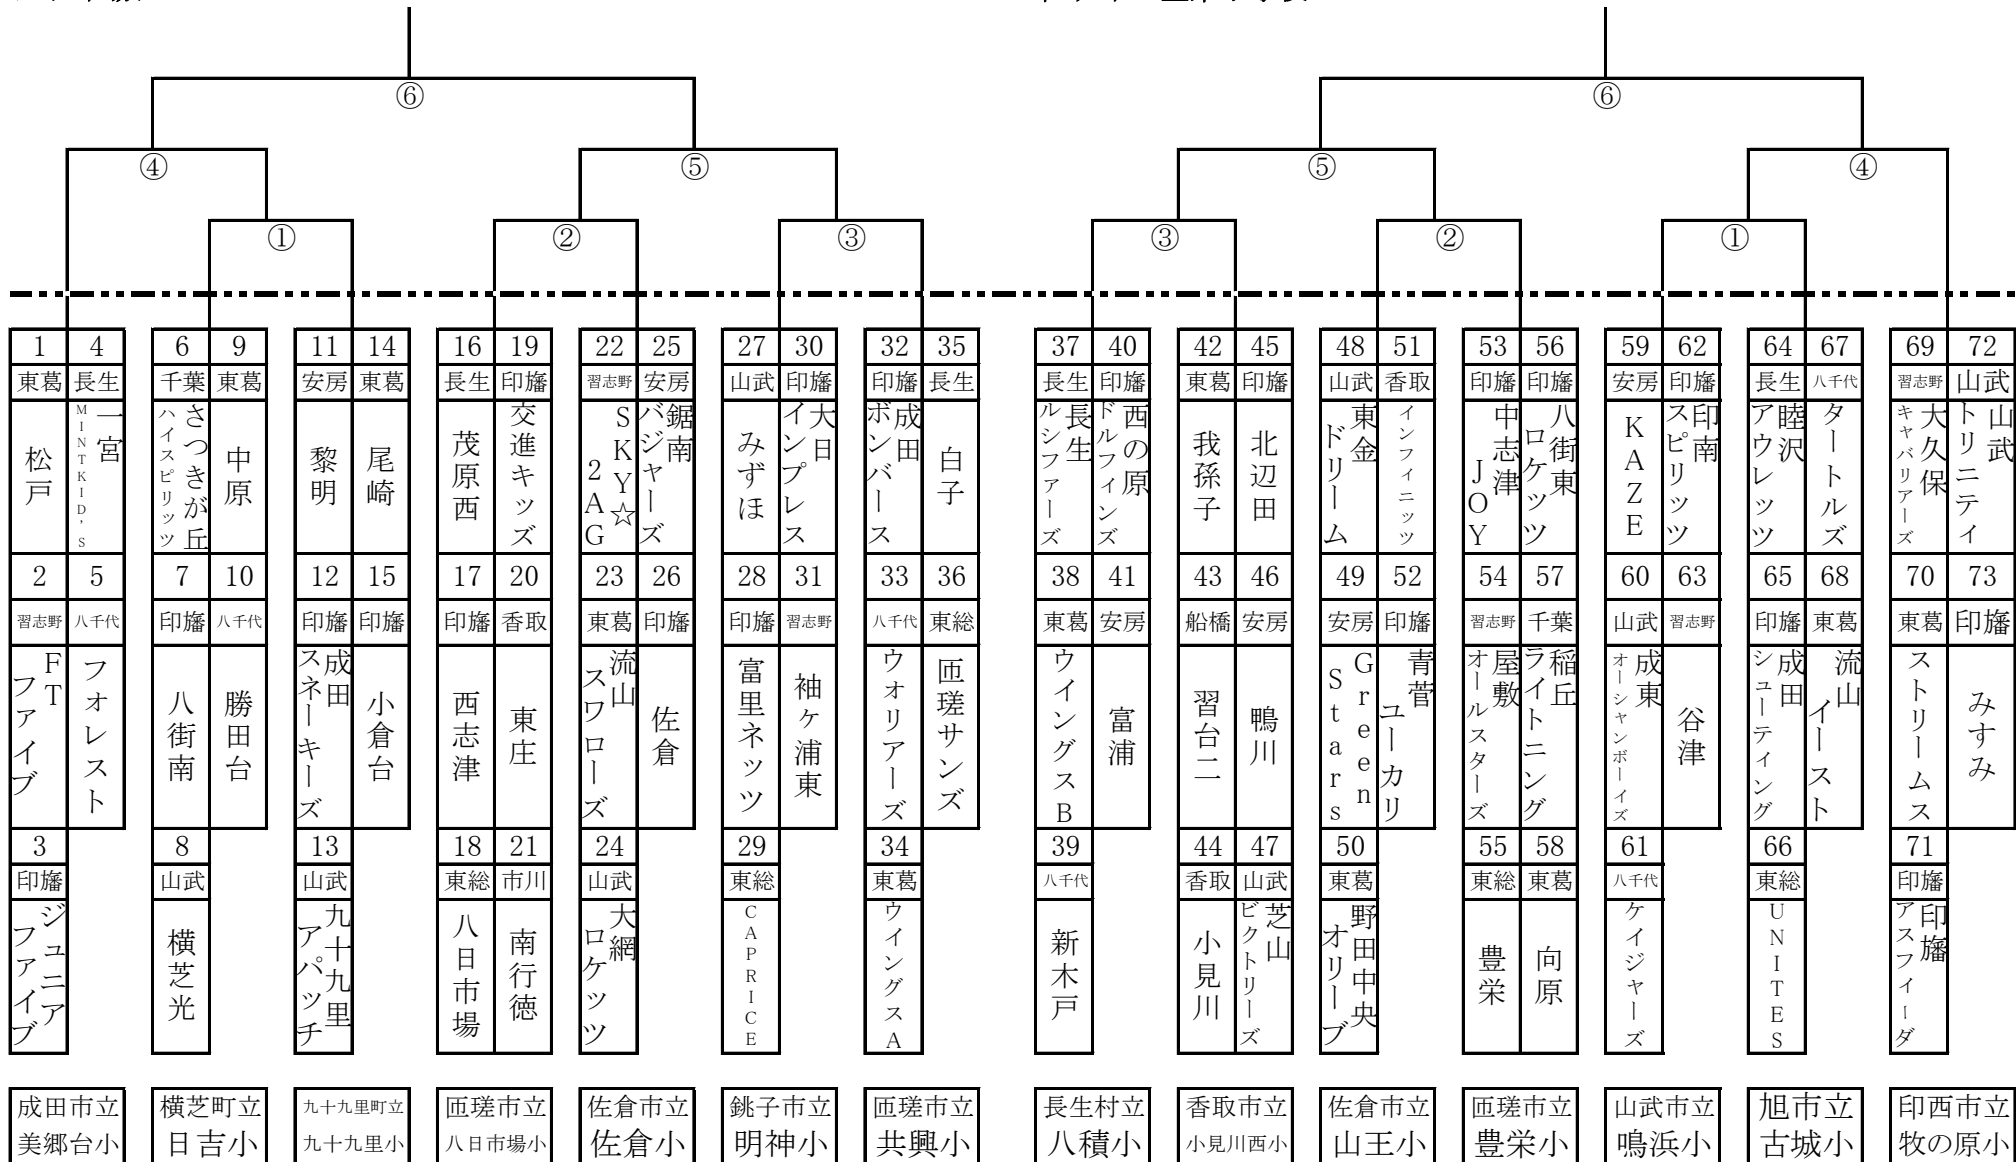 ⑥ ⑥
④ ⑤ ⑤ ④
① ② ③ ③ ② ①
1 4 6 9 11 14 16 19 22 25 27 30 32 35 37 40 42 45 48 51 53 56 59 62 64 67 69 72
東葛 長生 千葉 東葛 安房 東葛 長生 印旛 習志野 安房 山武 印旛 印旛 長生 長生 印旛 東葛 印旛 山武 香取 印旛 印旛 安房 印旛 長生 八千代 習志野 山武
松戸
一宮
MINTKID'S
さつきが丘
ハイスピリッツ
中原
黎明
尾崎
茂原西
交進キッズ
SKY☆
2AG
鋸南
バジャーズ
みずほ
大日
インプレス
成田
ボンバース
白子
長生
ルシファーズ
西の原
ドルフィンズ
我孫子
北辺田
東金
ドリーム
インフィニッツ
中志津
JOY
八街東
ロケッツ
KAZE
印南
スピリッツ
睦沢
アウレッツ
タートルズ
大久保
キャバリアーズ
山武
トリニティ
2 5 7 10 12 15 17 20 23 26 28 31 33 36 38 41 43 46 49 52 54 57 60 63 65 68 70 73
習志野 八千代 印旛 八千代 印旛 印旛 印旛 香取 東葛 印旛 印旛 習志野 八千代 東総 東葛 安房 船橋 安房 安房 印旛 習志野 千葉 山武 習志野 印旛 東葛 東葛 印旛
FT
ファイブ
フォレスト
八街南
勝田台
成田
スネーキーズ
小倉台
西志津
東庄
流山
スワローズ
佐倉
富里ネッツ
袖ヶ浦東
ウオリアーズ
匝瑳サンズ
ウイングスB
富浦
習台二
鴨川
Green
Stars
青菅
ユーカリ
屋敷
オールスターズ
稲丘
ライトニング
成東
オーシャンボーイズ
谷津
成田
シューティング
流山
イースト
ストリームス
みすみ
3 8 13 18 21 24 29 34 39 44 47 50 55 58 61 66 71
印旛 山武 山武 東総 市川 山武 東総 東葛 八千代 香取 山武 東葛 東総 東葛 八千代 東総 印旛
ジュニア
ファイブ
横芝光
九十九里
アパッチ
八日市場
南行徳
大網
ロケッツ
CAPRICE
ウイングスA
新木戸
小見川
芝山
ビクトリーズ
野田中央
オリーブ
豊栄
向原
ケイジャーズ
UNITES
印旛
アスフィーダ
成田市立 横芝町立 九十九里町立 匝瑳市立 佐倉市立 銚子市立 匝瑳市立 長生村立 香取市立 佐倉市立 匝瑳市立 山武市立 旭市立 印西市立
美郷台小 日吉小 九十九里小 八日市場小 佐倉小 明神小 共興小 八積小 小見川西小 山王小 豊栄小 鳴浜小 古城小 牧の原小